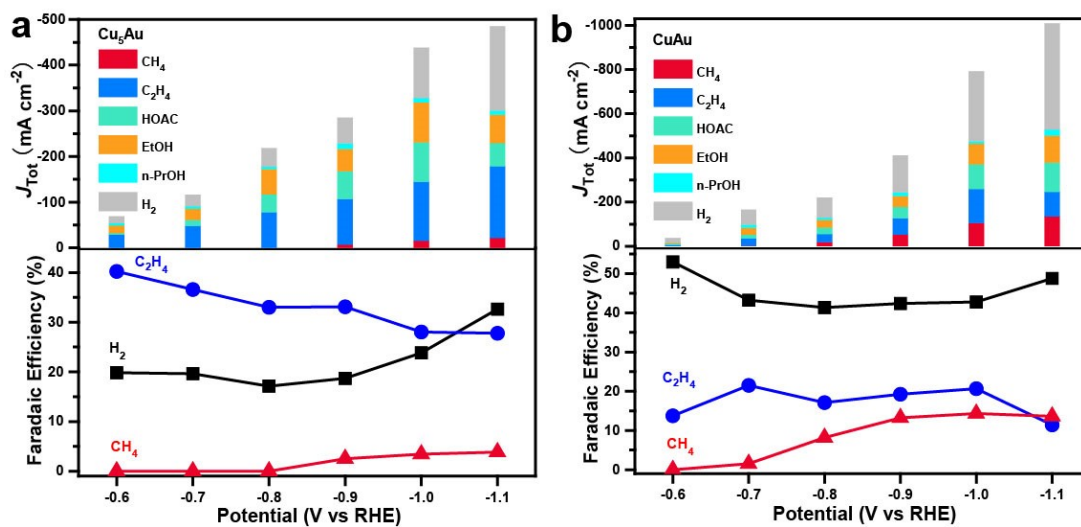 a
Cu₅Au
CH₄
C₂H₄
HOAC
EtOH
n-PrOH
H₂
J_Tot (mA cm⁻²)
-500
-400
-300
-200
-100
0
C₂H₄
H₂
CH₄
Faradaic Efficiency (%)
40
30
20
10
0
-0.6 -0.7 -0.8 -0.9 -1.0 -1.1
Potential (V vs RHE)
b
CuAu
CH₄
C₂H₄
HOAC
EtOH
n-PrOH
H₂
J_Tot (mA cm⁻²)
-1000
-800
-600
-400
-200
0
H₂
C₂H₄
CH₄
Faradaic Efficiency (%)
50
40
30
20
10
0
-0.6 -0.7 -0.8 -0.9 -1.0 -1.1
Potential (V vs RHE)